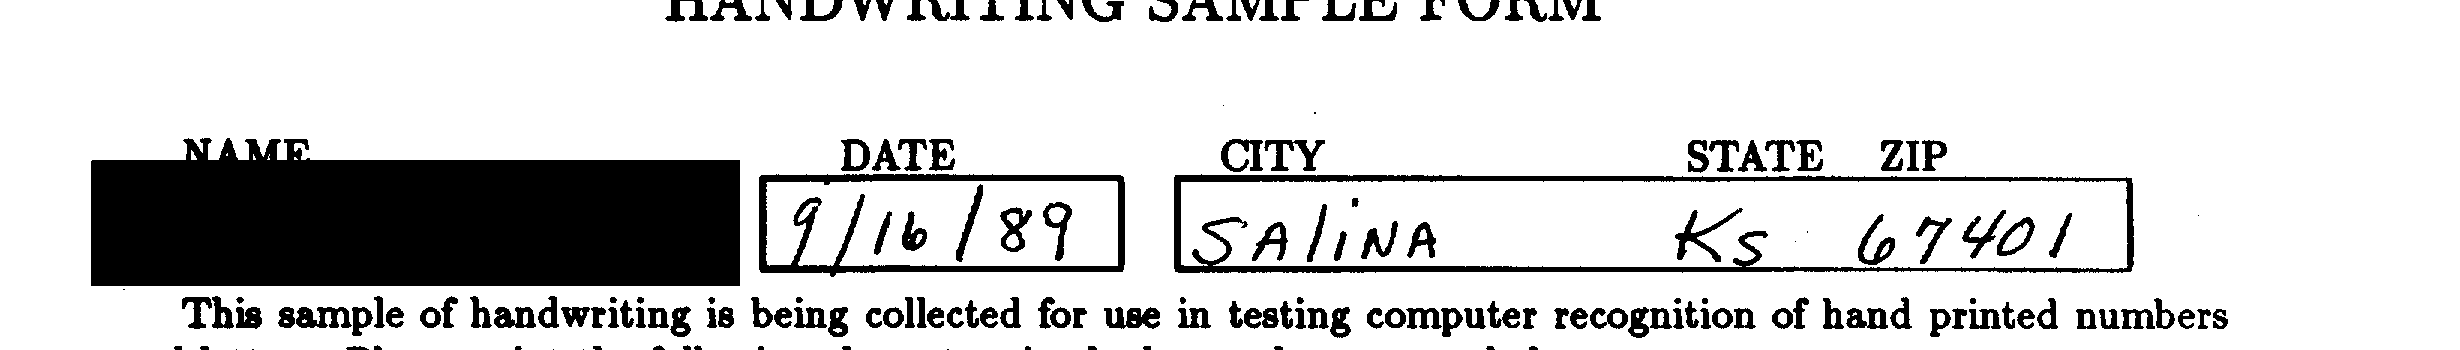 HANDWRITING SAMPLE FORM
NAME DATE CITY STATE ZIP
9/16/89 SAliNA Ks 67401
This sample of handwriting is being collected for use in testing computer recognition of hand printed numbers